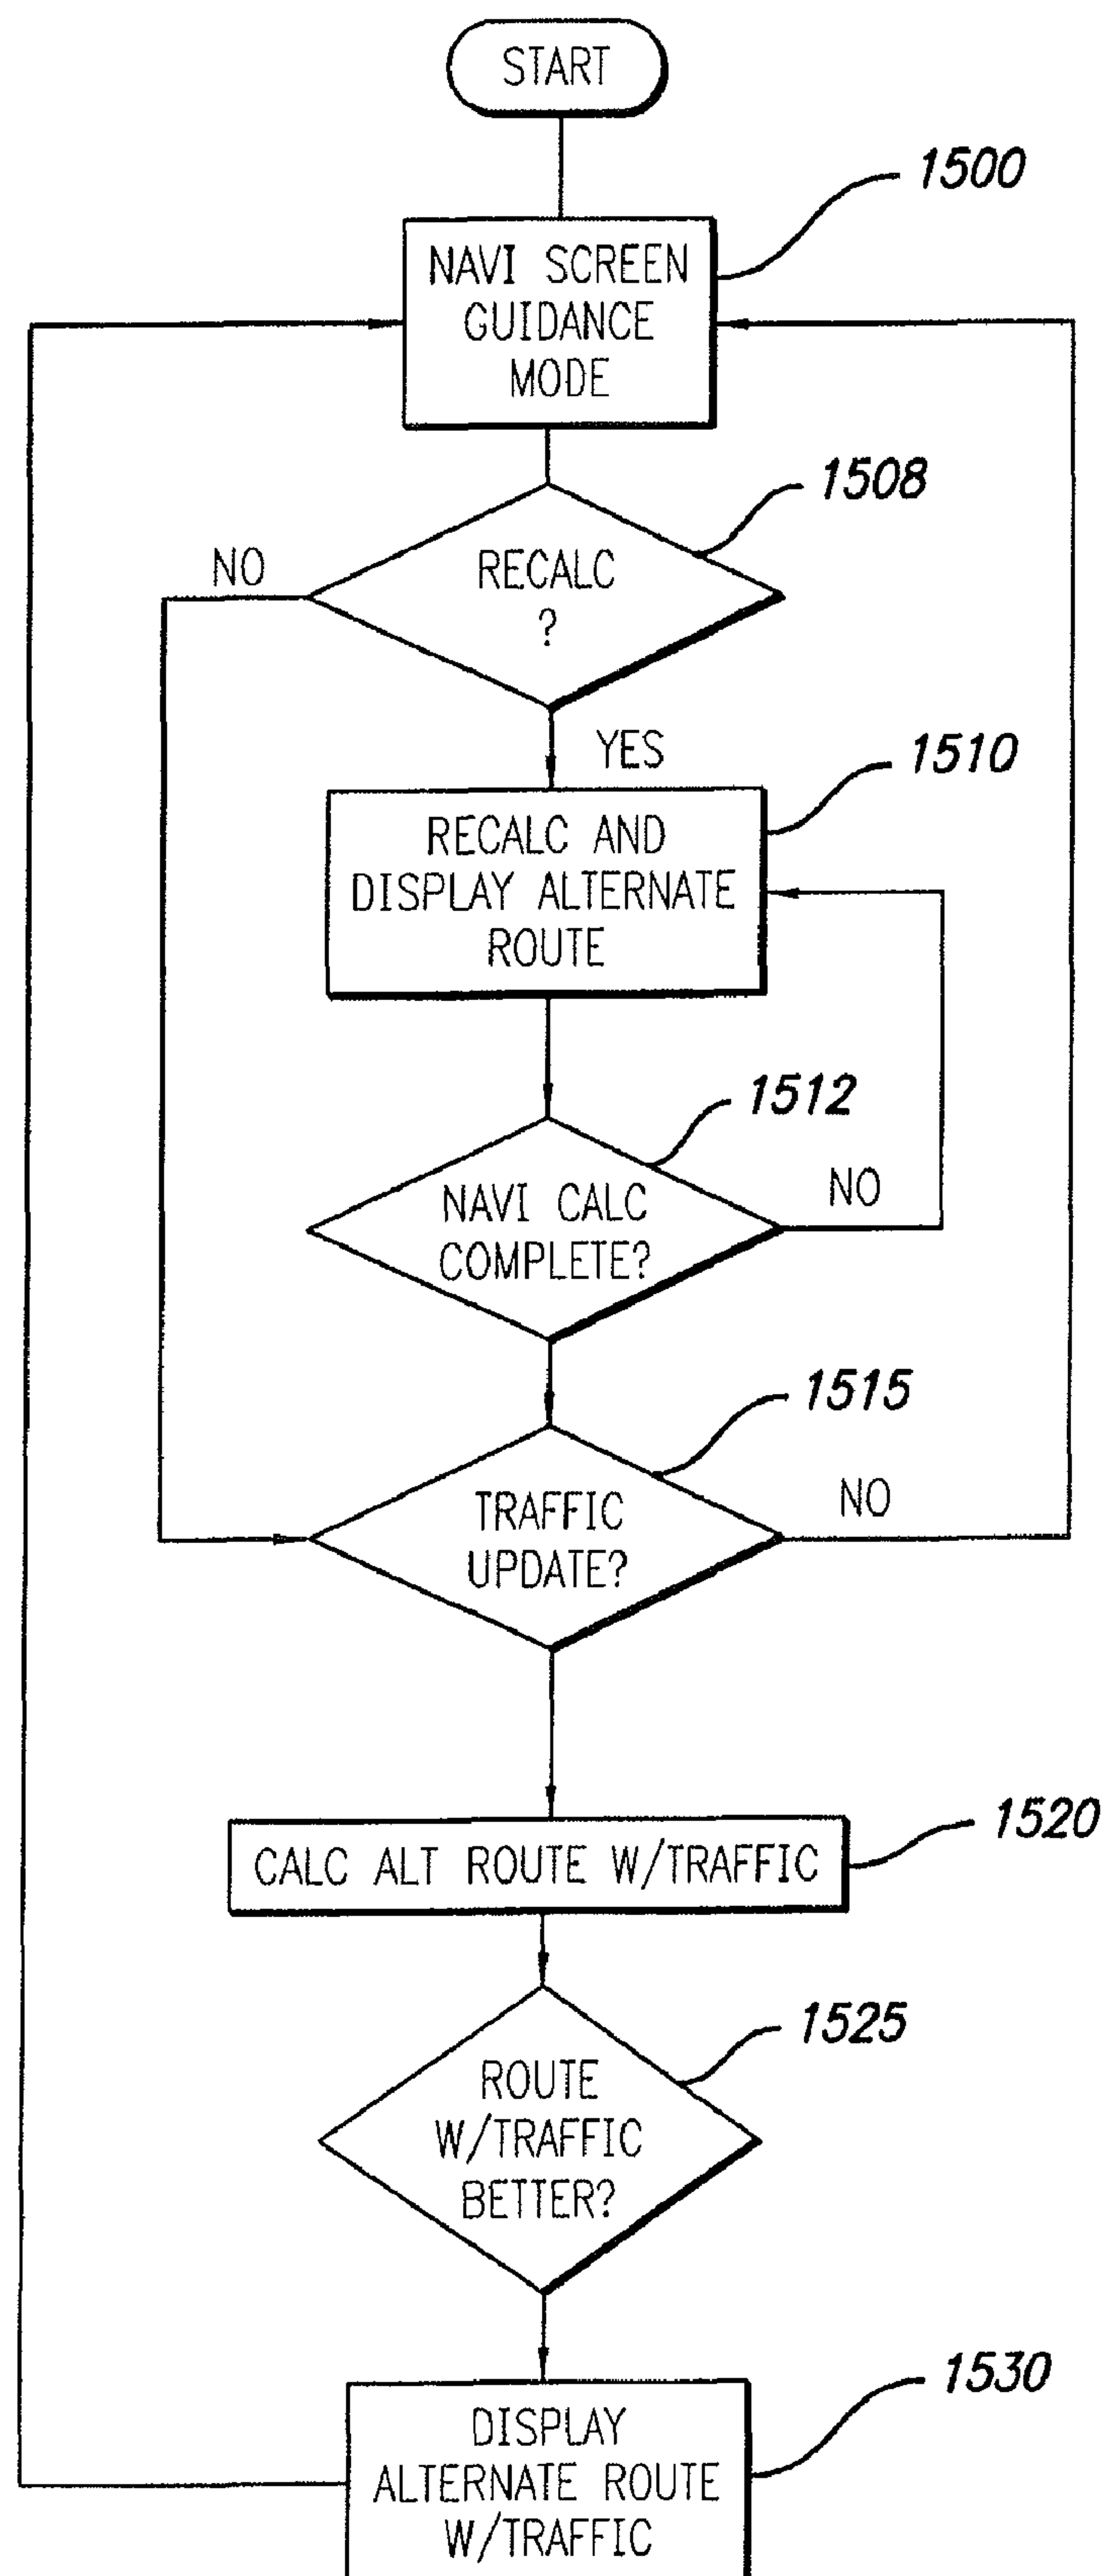 START
1500
NAVI SCREEN
GUIDANCE
MODE
1508
NO
RECALC
?
YES
1510
RECALC AND
DISPLAY ALTERNATE
ROUTE
1512
NAVI CALC
COMPLETE?
NO
1515
TRAFFIC
UPDATE?
NO
1520
CALC ALT ROUTE W/TRAFFIC
1525
ROUTE
W/TRAFFIC
BETTER?
1530
DISPLAY
ALTERNATE ROUTE
W/TRAFFIC